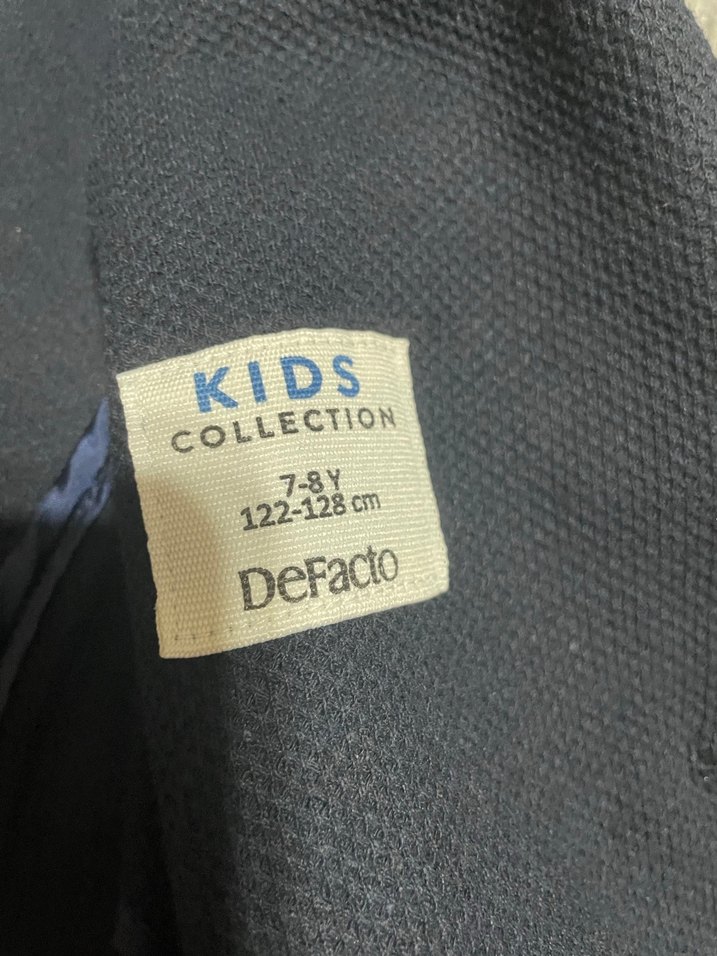 KIDS
COLLECTION
7-8 Y
122-128 cm
DeFacto